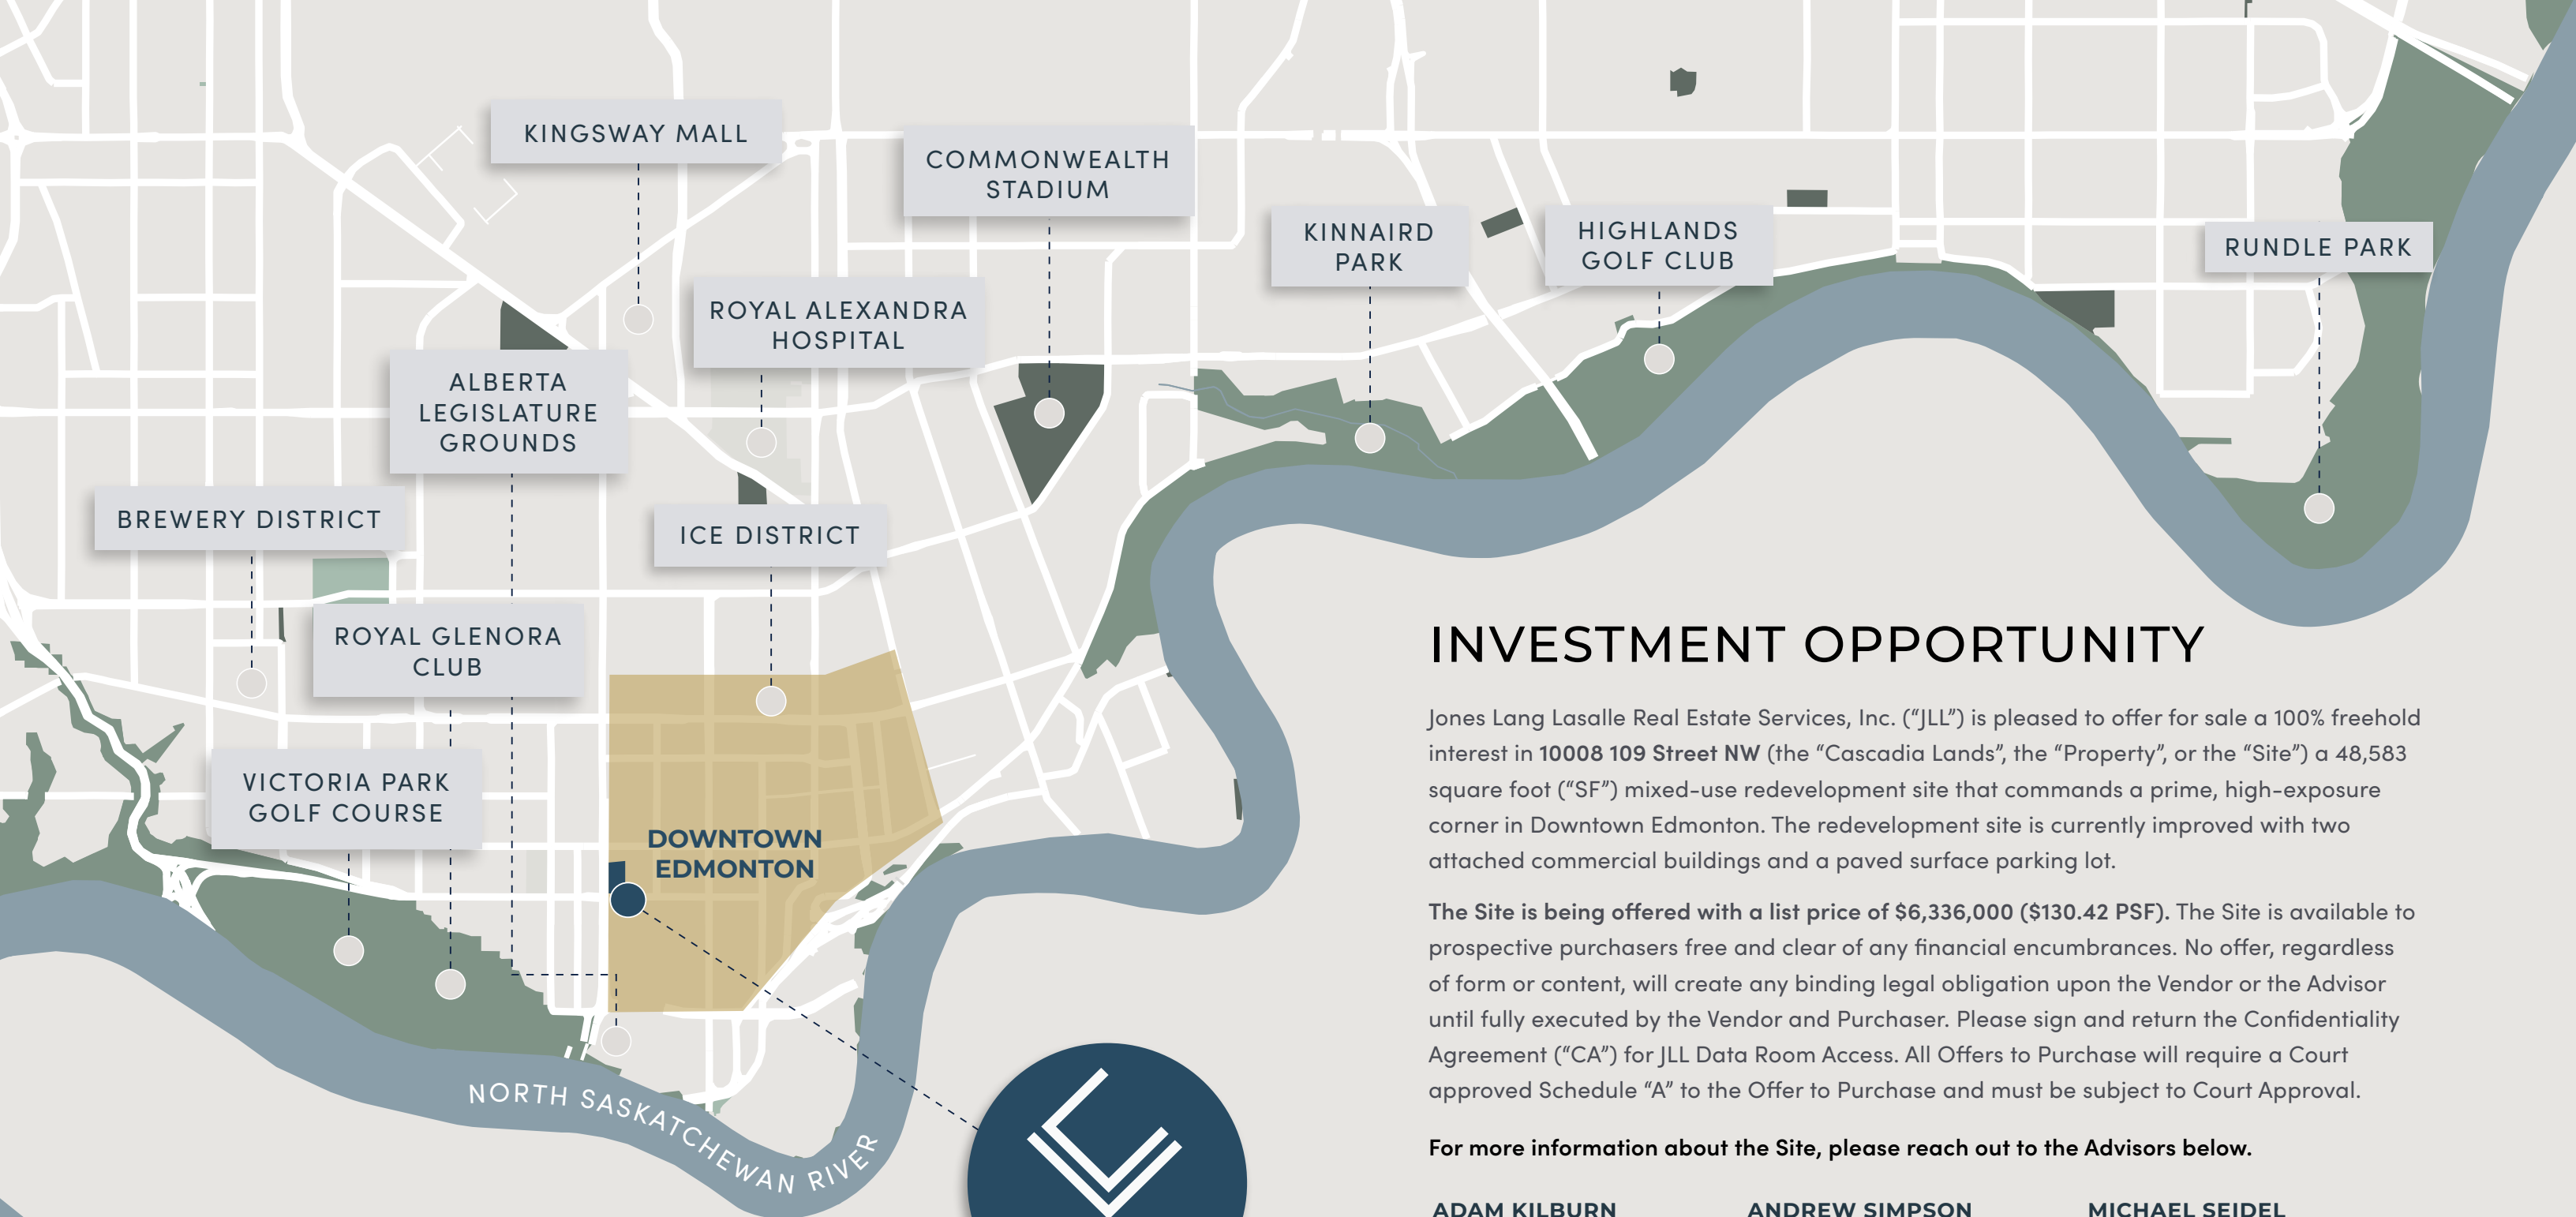 KINGSWAY MALL
COMMONWEALTH
STADIUM
KINNAIRD
PARK
HIGHLANDS
GOLF CLUB
RUNDLE PARK
ROYAL ALEXANDRA
HOSPITAL
ALBERTA
LEGISLATURE
GROUNDS
BREWERY DISTRICT
ICE DISTRICT
ROYAL GLENORA
CLUB
VICTORIA PARK
GOLF COURSE
DOWNTOWN
EDMONTON
NORTH SASKATCHEWAN RIVER
INVESTMENT OPPORTUNITY
Jones Lang Lasalle Real Estate Services, Inc. (“JLL”) is pleased to offer for sale a 100% freehold
interest in 10008 109 Street NW (the “Cascadia Lands”, the “Property”, or the “Site”) a 48,583
square foot (“SF”) mixed-use redevelopment site that commands a prime, high-exposure
corner in Downtown Edmonton. The redevelopment site is currently improved with two
attached commercial buildings and a paved surface parking lot.
The Site is being offered with a list price of $6,336,000 ($130.42 PSF). The Site is available to
prospective purchasers free and clear of any financial encumbrances. No offer, regardless
of form or content, will create any binding legal obligation upon the Vendor or the Advisor
until fully executed by the Vendor and Purchaser. Please sign and return the Confidentiality
Agreement (“CA”) for JLL Data Room Access. All Offers to Purchase will require a Court
approved Schedule “A” to the Offer to Purchase and must be subject to Court Approval.
For more information about the Site, please reach out to the Advisors below.
ADAM KILBURN
ANDREW SIMPSON
MICHAEL SEIDEL